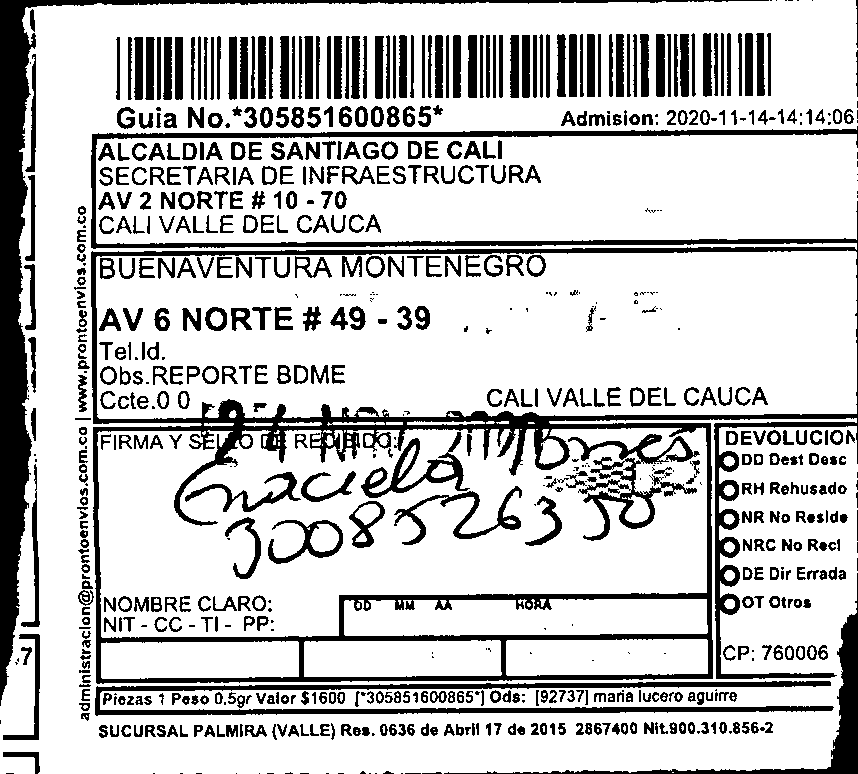 Guia No.*305851600865*
Admision: 2020-11-14-14:14:06
ALCALDIA DE SANTIAGO DE CALI
SECRETARIA DE INFRAESTRUCTURA
AV 2 NORTE # 10 - 70
CALI VALLE DEL CAUCA
BUENAVENTURA MONTENEGRO
AV 6 NORTE # 49 - 39
Tel.Id.
Obs.REPORTE BDME
Ccte.0 0
CALI VALLE DEL CAUCA
24 NOV 2020
FIRMA Y SELLO DE RECIBIDO:
Graciela
3008526350
NOMBRE CLARO:
NIT - CC - TI - PP:
DD MM AA HORA
DEVOLUCION
DD Dest Desc
RH Rehusado
NR No Reside
NRC No Recl
DE Dir Errada
OT Otros
CP: 760006
Piezas 1 Peso 0,5gr Valor $1600 [*305851600865*] Ods: [92737] maria lucero aguirre
SUCURSAL PALMIRA (VALLE) Res. 0636 de Abril 17 de 2015 2867400 Nit.900.310.856-2
administracion@prontoenvios.com.co | www.prontoenvios.com.co
7